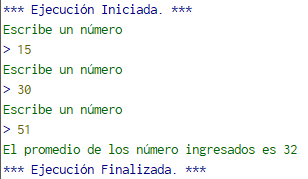 *** Ejecución Iniciada. ***
Escribe un número
> 15
Escribe un número
> 30
Escribe un número
> 51
El promedio de los número ingresados es 32
*** Ejecución Finalizada. ***